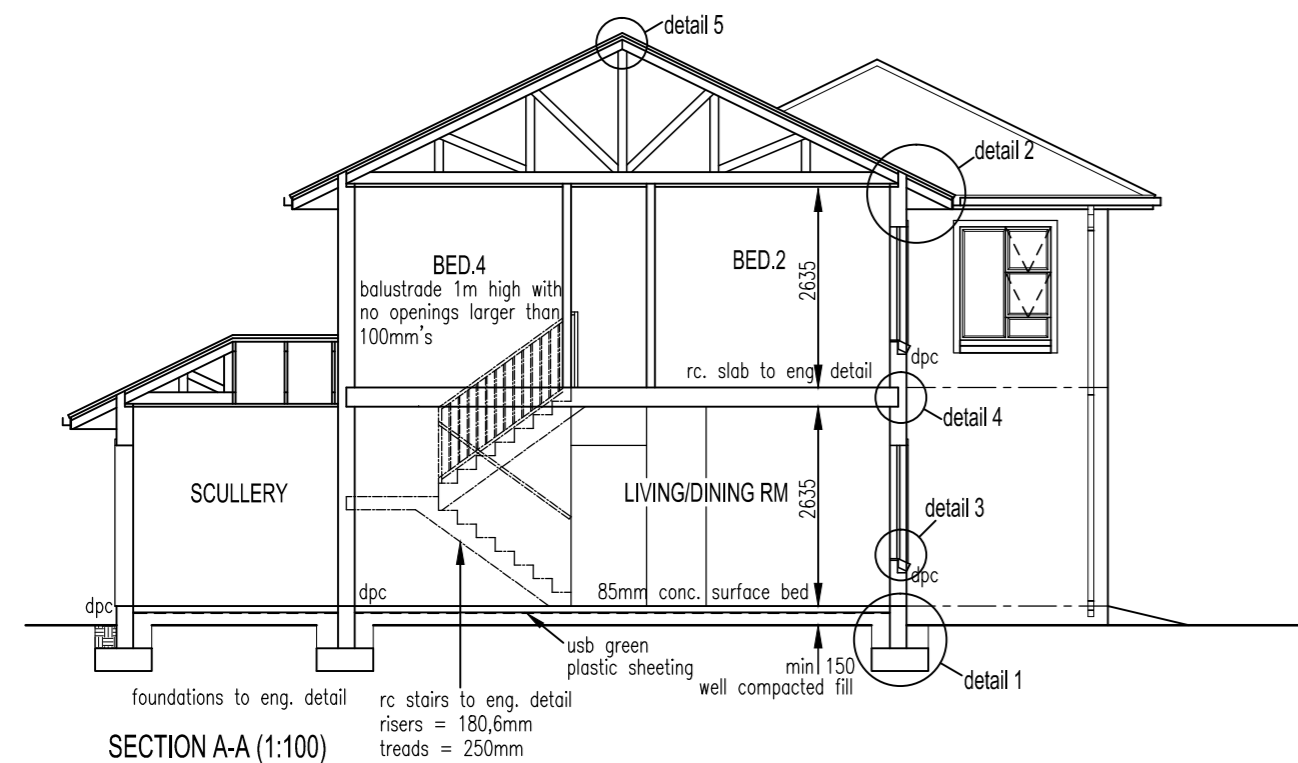 detail 5
detail 2
BED.4
balustrade 1m high with
no openings larger than
100mm's
BED.2
2635
dpc
rc. slab to eng detail
detail 4
SCULLERY
LIVING/DINING RM
2635
detail 3
dpc
dpc
dpc
85mm conc. surface bed
usb green
plastic sheeting
min 150
well compacted fill
detail 1
foundations to eng. detail
rc stairs to eng. detail
risers = 180,6mm
treads = 250mm
SECTION A-A (1:100)